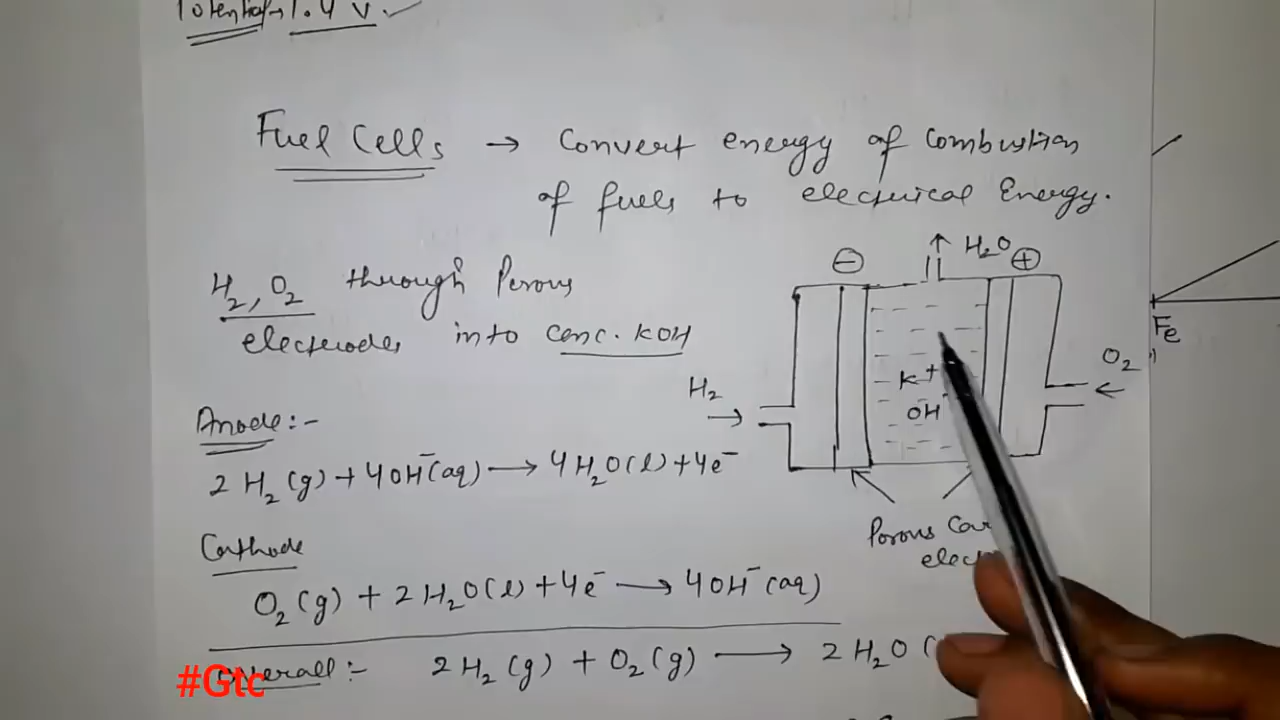 Potential → 1.4 V.
Fuel Cells → Convert energy of Combustion
of fuels to electrical Energy.
H₂, O₂ through Porous
electrodes into Conc. KOH
⊖ ↑ H₂O ⊕
H₂ →
K⁺
OH⁻
O₂ ←
Fe
Porous
Anode:-
2 H₂(g) + 4OH⁻(aq) → 4H₂O(l) + 4e⁻
Cathode
O₂(g) + 2H₂O(l) + 4e⁻ → 4OH⁻(aq)
Overall:- 2H₂(g) + O₂(g) → 2H₂O
#Gtc